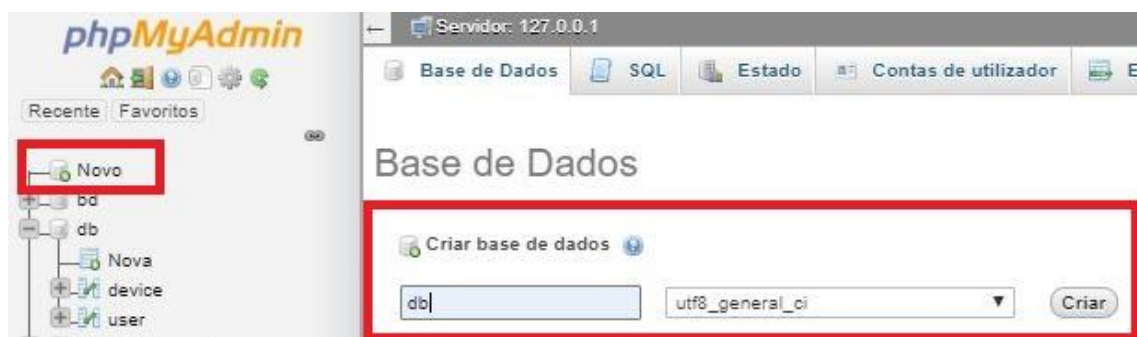 phpMyAdmin
Recente Favoritos
Novo
bd
db
Nova
device
user
Servidor: 127.0.0.1
Base de Dados SQL Estado Contas de utilizador E
Base de Dados
Criar base de dados
db utf8_general_ci Criar